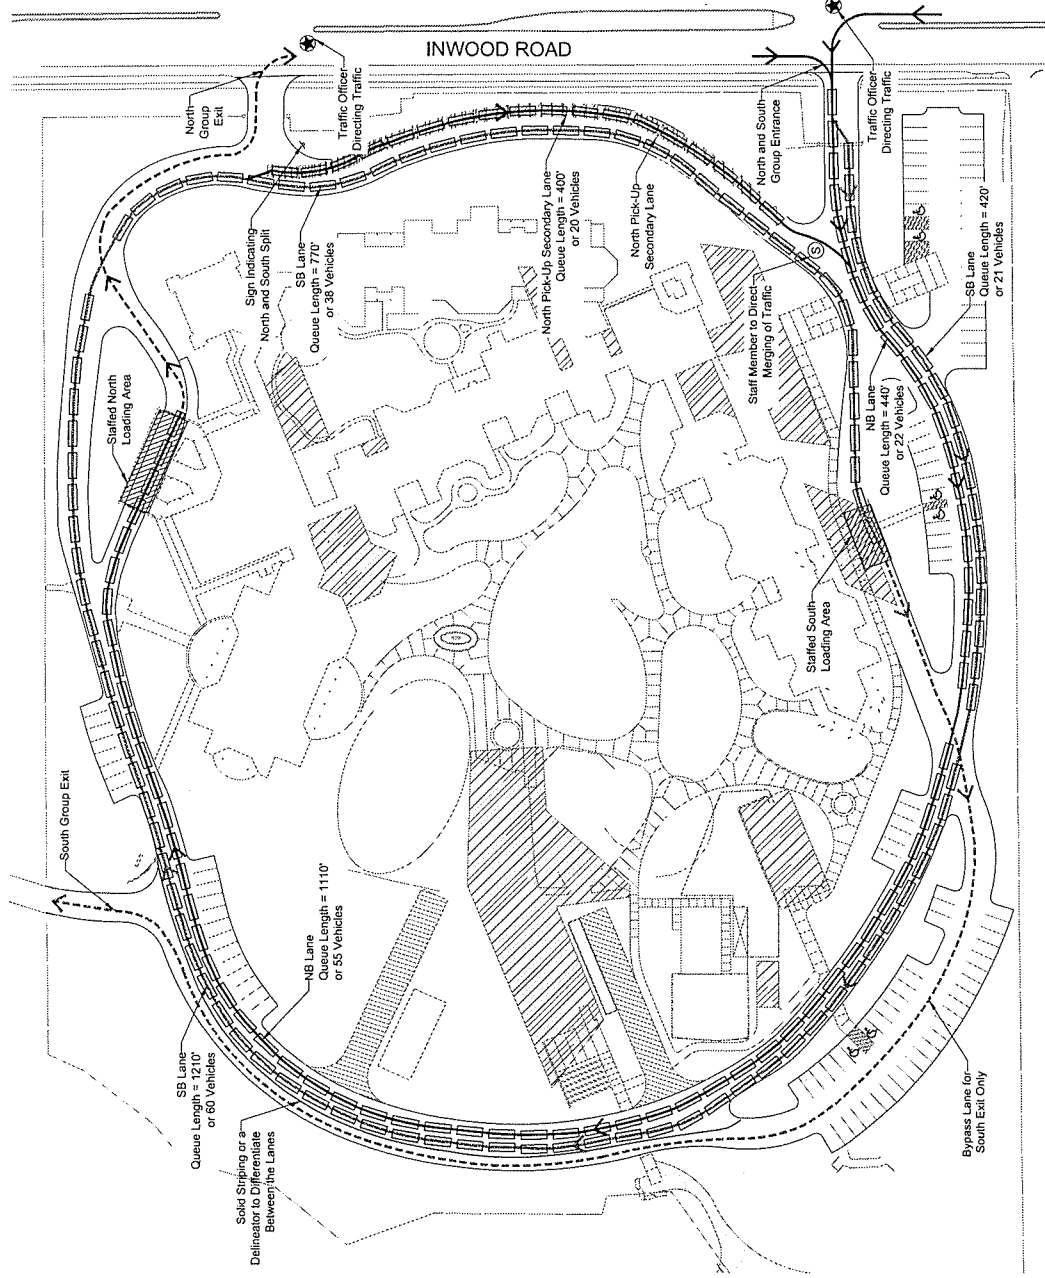 INWOOD ROAD
North
Group
Exit
Traffic Officer
Directing Traffic
North and South
Group Entrance
Traffic Officer
Directing Traffic
Sign Indicating
North and South Split
SB Lane
Queue Length = 770'
or 38 Vehicles
North Pick-Up Secondary Lane
Queue Length = 400'
or 20 Vehicles
North Pick-Up
Secondary Lane
S
Staff Member to Direct
Merging of Traffic
SB Lane
Queue Length = 420'
or 21 Vehicles
NB Lane
Queue Length = 440'
or 22 Vehicles
Staffed North
Loading Area
Staffed South
Loading Area
South Group Exit
NB Lane
Queue Length = 1110'
or 55 Vehicles
SB Lane
Queue Length = 1210'
or 60 Vehicles
Solid Striping or a
Delineator to Differentiate
Between the Lanes
Bypass Lane for
South Exit Only